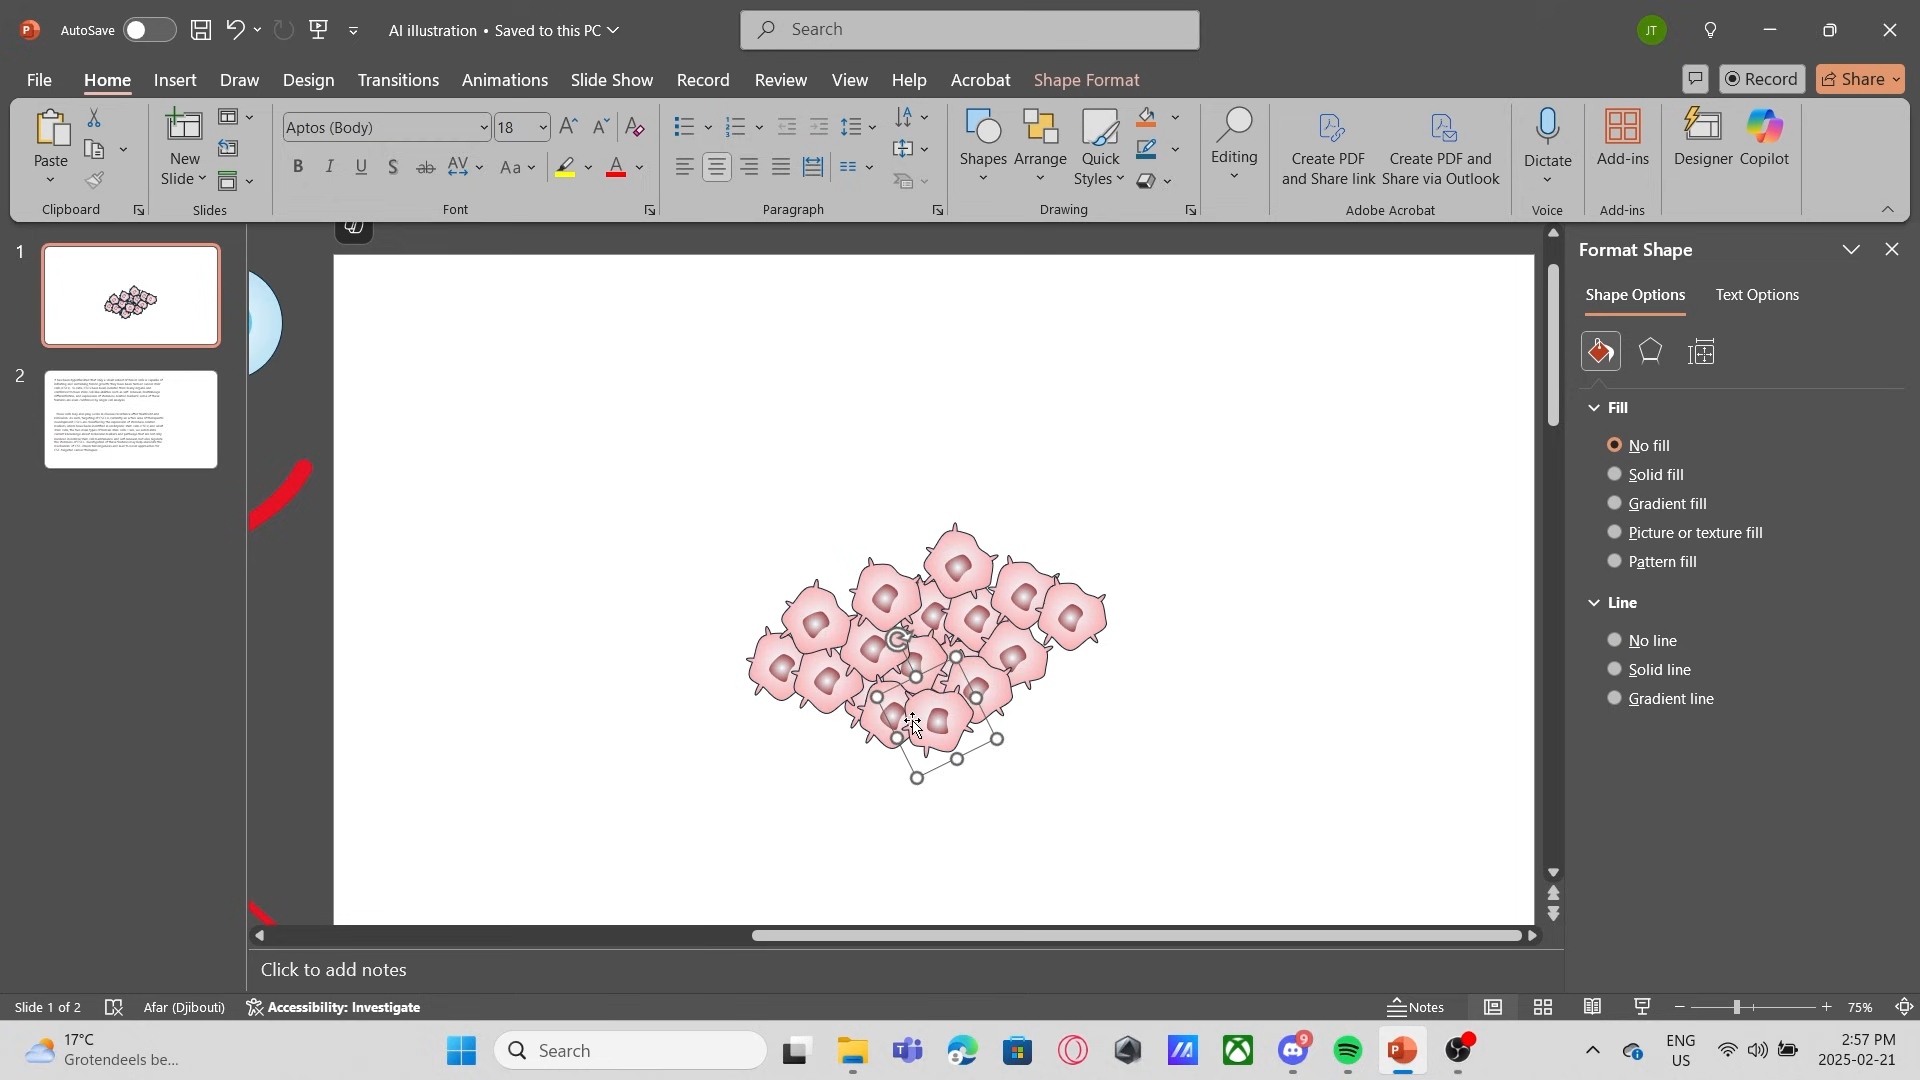 AutoSave
AI illustration • Saved to this PC
Search
JT
File
Home
Insert
Draw
Design
Transitions
Animations
Slide Show
Record
Review
View
Help
Acrobat
Shape Format
Record
Share
Paste
Clipboard
New
Slide
Slides
Aptos (Body)
18
Font
Paragraph
Shapes
Arrange
Quick
Styles
Drawing
Editing
Create PDF
and Share link
Create PDF and
Share via Outlook
Adobe Acrobat
Dictate
Voice
Add-ins
Add-ins
Designer
Copilot
1
2
Format Shape
Shape Options
Text Options
Fill
No fill
Solid fill
Gradient fill
Picture or texture fill
Pattern fill
Line
No line
Solid line
Gradient line
Click to add notes
Slide 1 of 2
Afar (Djibouti)
Accessibility: Investigate
Notes
75%
17°C
Grotendeels be...
Search
9
ENG
US
2:57 PM
2025-02-21